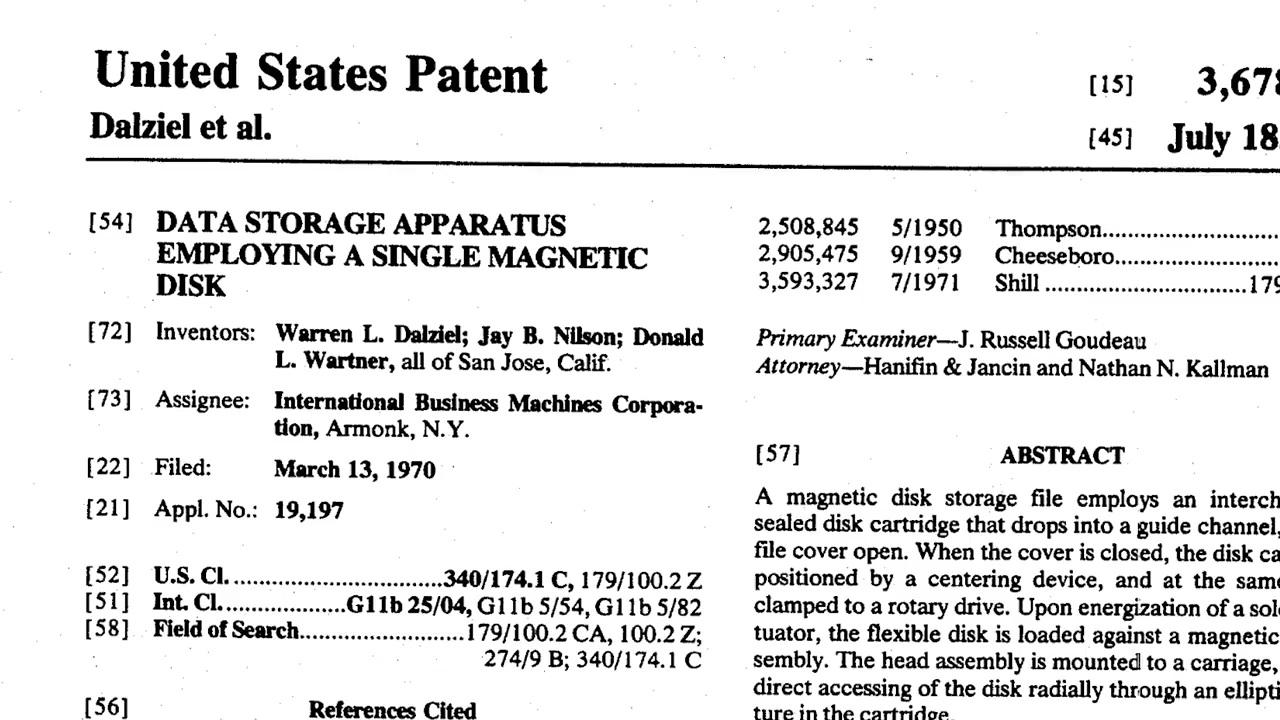 United States Patent
Dalziel et al.
[15] 3,678
[45] July 18,
[54] DATA STORAGE APPARATUS
EMPLOYING A SINGLE MAGNETIC
DISK
[72] Inventors: Warren L. Dalziel; Jay B. Nilson; Donald
L. Wartner, all of San Jose, Calif.
[73] Assignee: International Business Machines Corpora-
tion, Armonk, N.Y.
[22] Filed: March 13, 1970
[21] Appl. No.: 19,197
[52] U.S. Cl.................................340/174.1 C, 179/100.2 Z
[51] Int. Cl....................G11b 25/04, G11b 5/54, G11b 5/82
[58] Field of Search.........................179/100.2 CA, 100.2 Z;
274/9 B; 340/174.1 C
[56] References Cited
2,508,845 5/1950 Thompson.............................
2,905,475 9/1959 Cheeseboro...........................
3,593,327 7/1971 Shill ...............................179
Primary Examiner—J. Russell Goudeau
Attorney—Hanifin & Jancin and Nathan N. Kallman
[57] ABSTRACT
A magnetic disk storage file employs an interch
sealed disk cartridge that drops into a guide channel,
file cover open. When the cover is closed, the disk ca
positioned by a centering device, and at the same
clamped to a rotary drive. Upon energization of a sol
tuator, the flexible disk is loaded against a magnetic
sembly. The head assembly is mounted to a carriage,
direct accessing of the disk radially through an ellipti
ture in the cartridge.